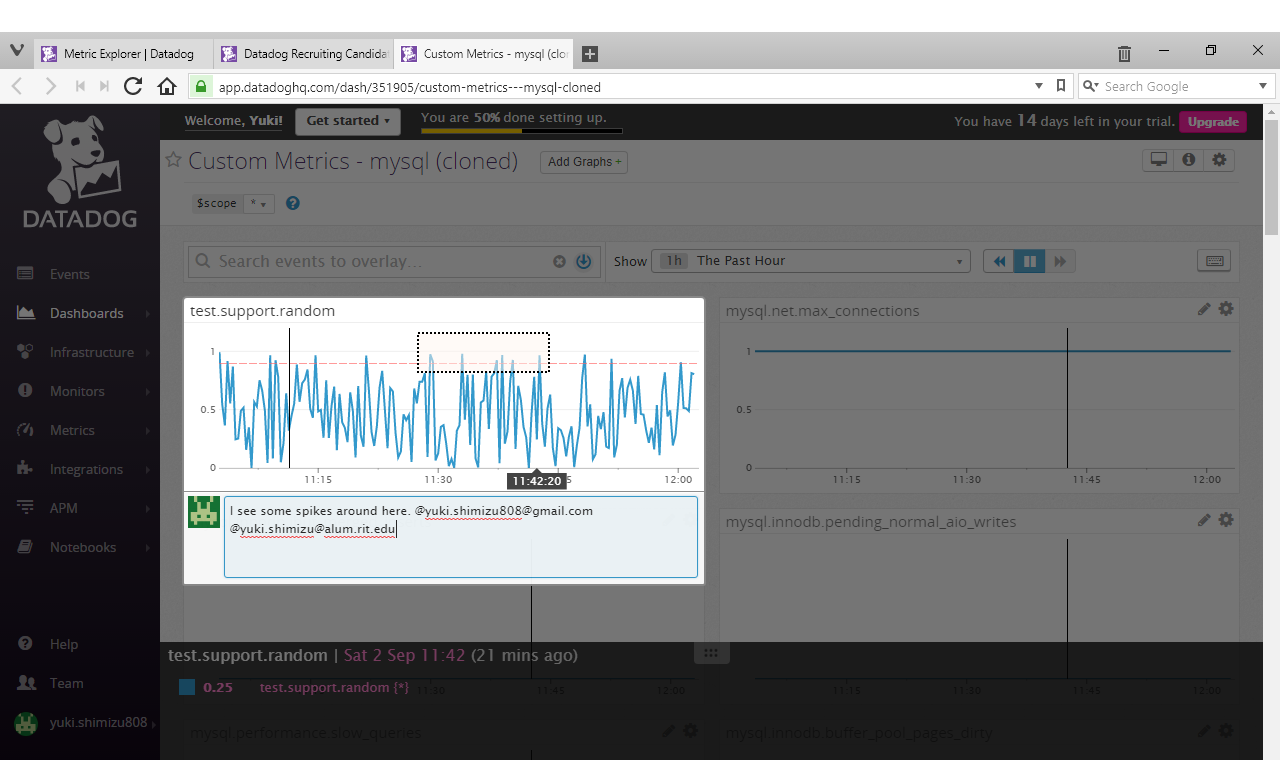 Metric Explorer | Datadog
Datadog Recruiting Candida
Custom Metrics - mysql (clon
app.datadoghq.com/dash/351905/custom-metrics---mysql-cloned
Search Google
DATADOG
Events
Dashboards
Infrastructure
Monitors
Metrics
Integrations
APM
Notebooks
Help
Team
yuki.shimizu808
Welcome, Yuki!
Get started
You are 50% done setting up.
You have 14 days left in your trial.
Upgrade
Custom Metrics - mysql (cloned)
Add Graphs +
$scope
*
Search events to overlay...
Show
1h The Past Hour
test.support.random
1
0.5
0
11:15
11:30
11:42:20
12:00
I see some spikes around here. @yuki.shimizu808@gmail.com
@yuki.shimizu@alum.rit.edu
mysql.net.max_connections
1
0.5
0
11:15
11:30
11:45
12:00
mysql.innodb.pending_normal_aio_writes
test.support.random | Sat 2 Sep 11:42 (21 mins ago)
0.25 test.support.random {*}
11:30
11:45
12:00
11:15
11:30
11:45
12:00
mysql.performance.slow_queries
mysql.innodb.buffer_pool_pages_dirty